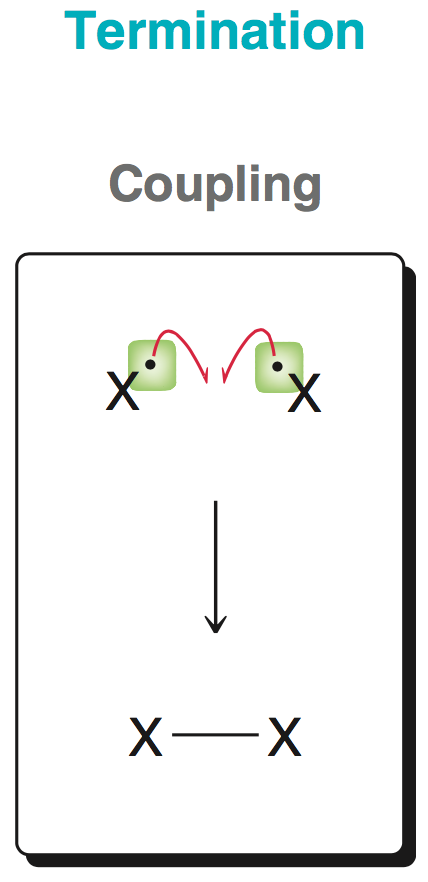 Termination
Coupling
X X
X — X